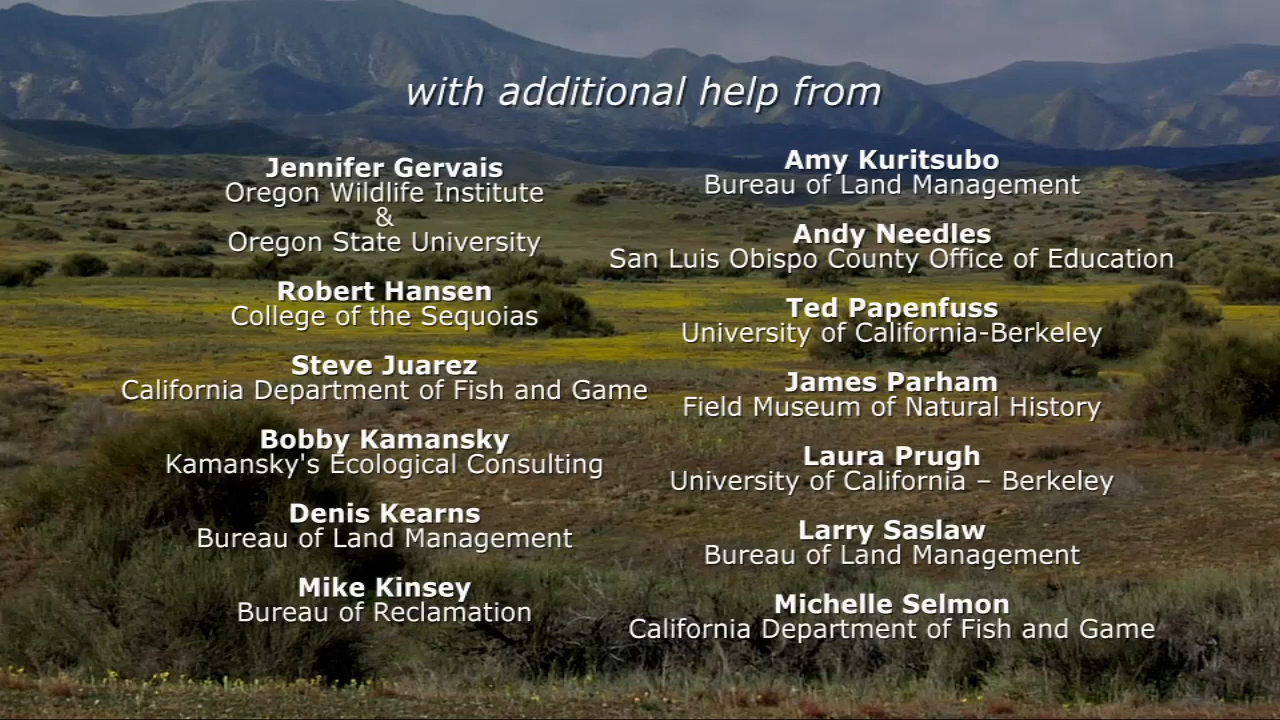 with additional help from
Jennifer Gervais
Oregon Wildlife Institute
&
Oregon State University
Robert Hansen
College of the Sequoias
Steve Juarez
California Department of Fish and Game
Bobby Kamansky
Kamansky's Ecological Consulting
Denis Kearns
Bureau of Land Management
Mike Kinsey
Bureau of Reclamation
Amy Kuritsubo
Bureau of Land Management
Andy Needles
San Luis Obispo County Office of Education
Ted Papenfuss
University of California-Berkeley
James Parham
Field Museum of Natural History
Laura Prugh
University of California – Berkeley
Larry Saslaw
Bureau of Land Management
Michelle Selmon
California Department of Fish and Game